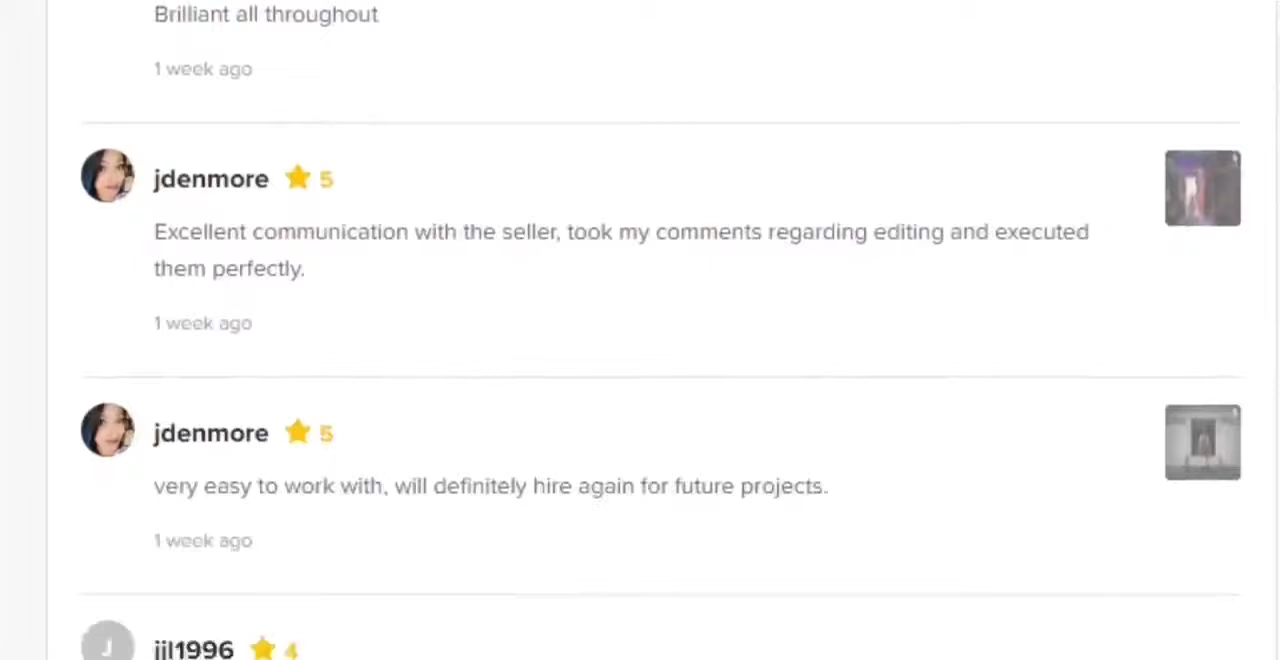 Brilliant all throughout
1 week ago
jdenmore 5
Excellent communication with the seller, took my comments regarding editing and executed
them perfectly.
1 week ago
jdenmore 5
very easy to work with, will definitely hire again for future projects.
1 week ago
J
jjl1996 4